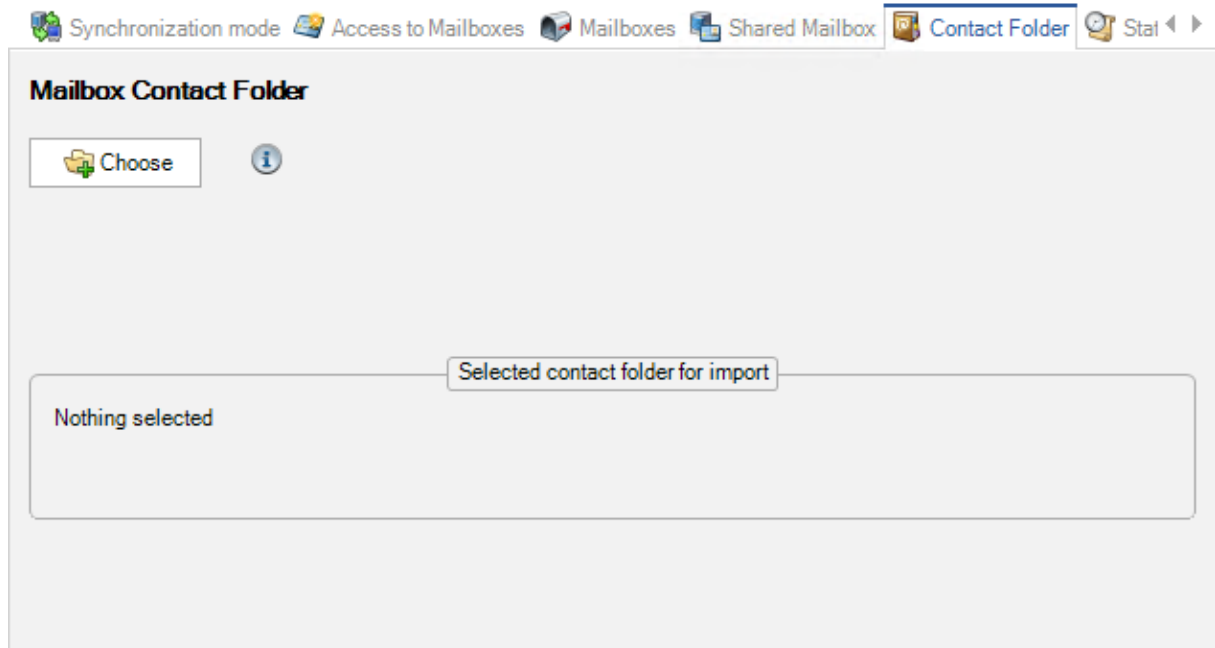 Synchronization mode Access to Mailboxes Mailboxes Shared Mailbox Contact Folder
Mailbox Contact Folder
Choose
Selected contact folder for import
Nothing selected